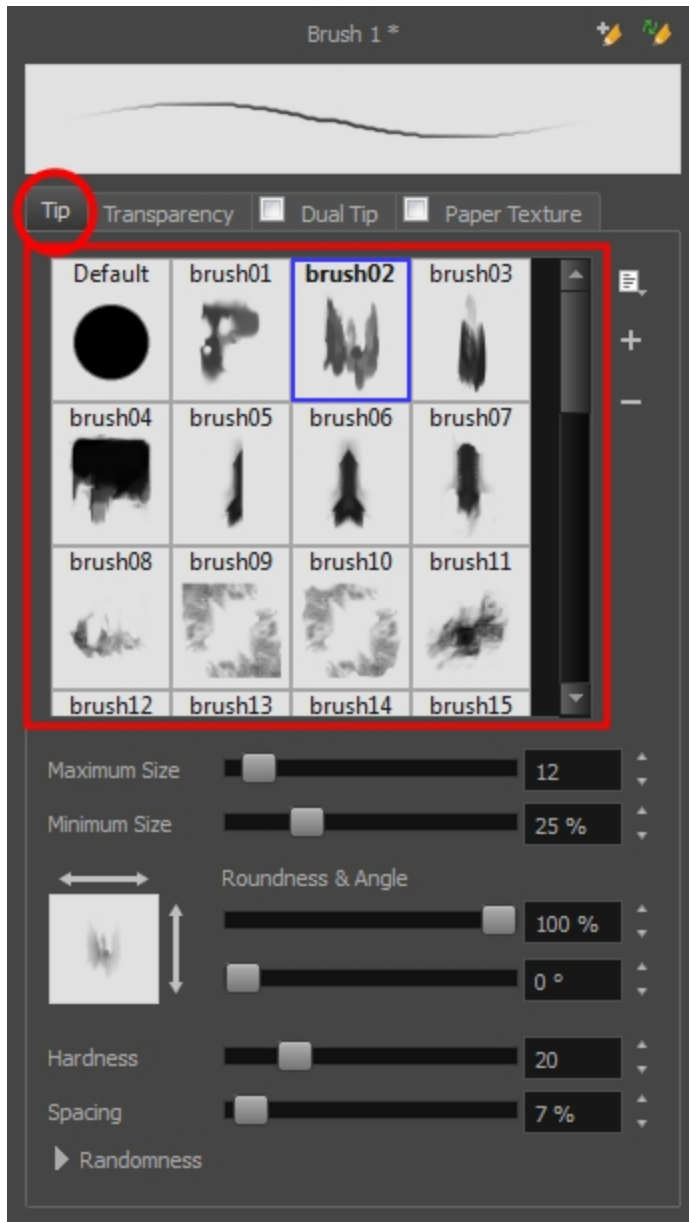 Brush 1 *
Tip Transparency Dual Tip Paper Texture
Default brush01 brush02 brush03
brush04 brush05 brush06 brush07
brush08 brush09 brush10 brush11
brush12 brush13 brush14 brush15
Maximum Size 12
Minimum Size 25 %
Roundness & Angle
100 %
0 °
Hardness 20
Spacing 7 %
Randomness